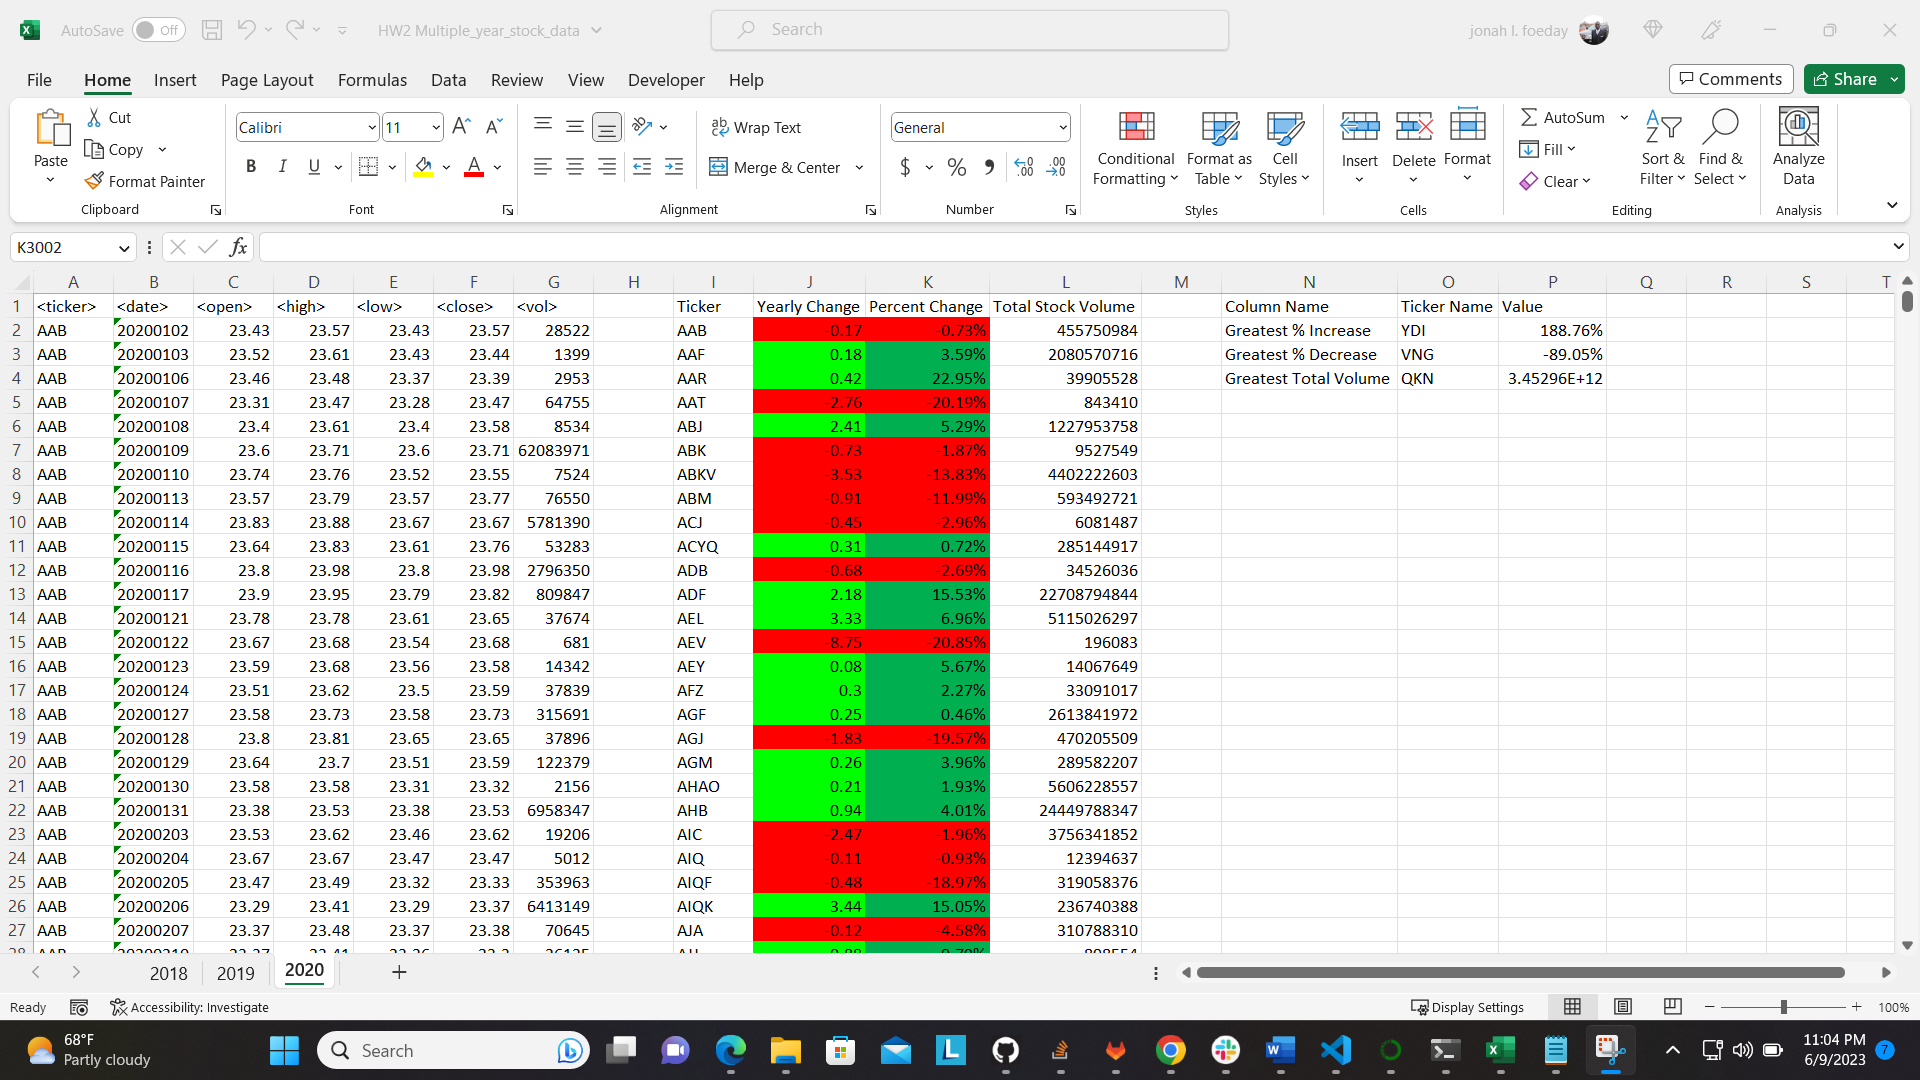 AutoSave Off HW2 Multiple_year_stock_data Search jonah l. foeday
File Home Insert Page Layout Formulas Data Review View Developer Help Comments Share
Paste Cut Copy Format Painter Clipboard
Calibri 11 B I U A Font
Wrap Text Merge & Center Alignment
General $ % Number
Conditional Formatting Format as Table Cell Styles Styles
Insert Delete Format Cells
AutoSum Fill Clear Sort & Filter Find & Select Editing
Analyze Data Analysis
K3002 fx
A B C D E F G H I J K L M N O P Q R S T
1 <ticker> <date> <open> <high> <low> <close> <vol> Ticker Yearly Change Percent Change Total Stock Volume Column Name Ticker Name Value
2 AAB 20200102 23.43 23.57 23.43 23.57 28522 AAB -0.17 -0.73% 455750984 Greatest % Increase YDI 188.76%
3 AAB 20200103 23.52 23.61 23.43 23.44 1399 AAF 0.18 3.59% 2080570716 Greatest % Decrease VNG -89.05%
4 AAB 20200106 23.46 23.48 23.37 23.39 2953 AAR 0.42 22.95% 39905528 Greatest Total Volume QKN 3.45296E+12
5 AAB 20200107 23.31 23.47 23.28 23.47 64755 AAT -2.76 -20.19% 843410
6 AAB 20200108 23.4 23.61 23.4 23.58 8534 ABJ 2.41 5.29% 1227953758
7 AAB 20200109 23.6 23.71 23.6 23.71 62083971 ABK -0.73 -1.87% 9527549
8 AAB 20200110 23.74 23.76 23.52 23.55 7524 ABKV -3.53 -13.83% 4402222603
9 AAB 20200113 23.57 23.79 23.57 23.77 76550 ABM -0.91 -11.99% 593492721
10 AAB 20200114 23.83 23.88 23.67 23.67 5781390 ACJ -0.45 -2.96% 6081487
11 AAB 20200115 23.64 23.83 23.61 23.76 53283 ACYQ 0.31 0.72% 285144917
12 AAB 20200116 23.8 23.98 23.8 23.98 2796350 ADB -0.68 -2.69% 34526036
13 AAB 20200117 23.9 23.95 23.79 23.82 809847 ADF 2.18 15.53% 22708794844
14 AAB 20200121 23.78 23.78 23.61 23.65 37674 AEL 3.33 6.96% 5115026297
15 AAB 20200122 23.67 23.68 23.54 23.68 681 AEV -8.75 -20.85% 196083
16 AAB 20200123 23.59 23.68 23.56 23.58 14342 AEY 0.08 5.67% 14067649
17 AAB 20200124 23.51 23.62 23.5 23.59 37839 AFZ 0.3 2.27% 33091017
18 AAB 20200127 23.58 23.73 23.58 23.73 315691 AGF 0.25 0.46% 2613841972
19 AAB 20200128 23.8 23.81 23.65 23.65 37896 AGJ -1.83 -19.57% 470205509
20 AAB 20200129 23.64 23.7 23.51 23.59 122379 AGM 0.26 3.96% 289582207
21 AAB 20200130 23.58 23.58 23.31 23.32 2156 AHAO 0.21 1.93% 5606228557
22 AAB 20200131 23.38 23.53 23.38 23.53 6958347 AHB 0.94 4.01% 24449788347
23 AAB 20200203 23.53 23.62 23.46 23.62 19206 AIC -2.47 -1.96% 3756341852
24 AAB 20200204 23.67 23.67 23.47 23.47 5012 AIQ -0.11 -0.93% 12394637
25 AAB 20200205 23.47 23.49 23.32 23.33 353963 AIQF -0.48 -18.97% 319058376
26 AAB 20200206 23.29 23.41 23.29 23.37 6413149 AIQK 3.44 15.05% 236740388
27 AAB 20200207 23.37 23.48 23.37 23.38 70645 AJA -0.12 -4.58% 310788310
2018 2019 2020
Ready Accessibility: Investigate Display Settings 100%
68°F
Partly cloudy
Search
11:04 PM
6/9/2023
7